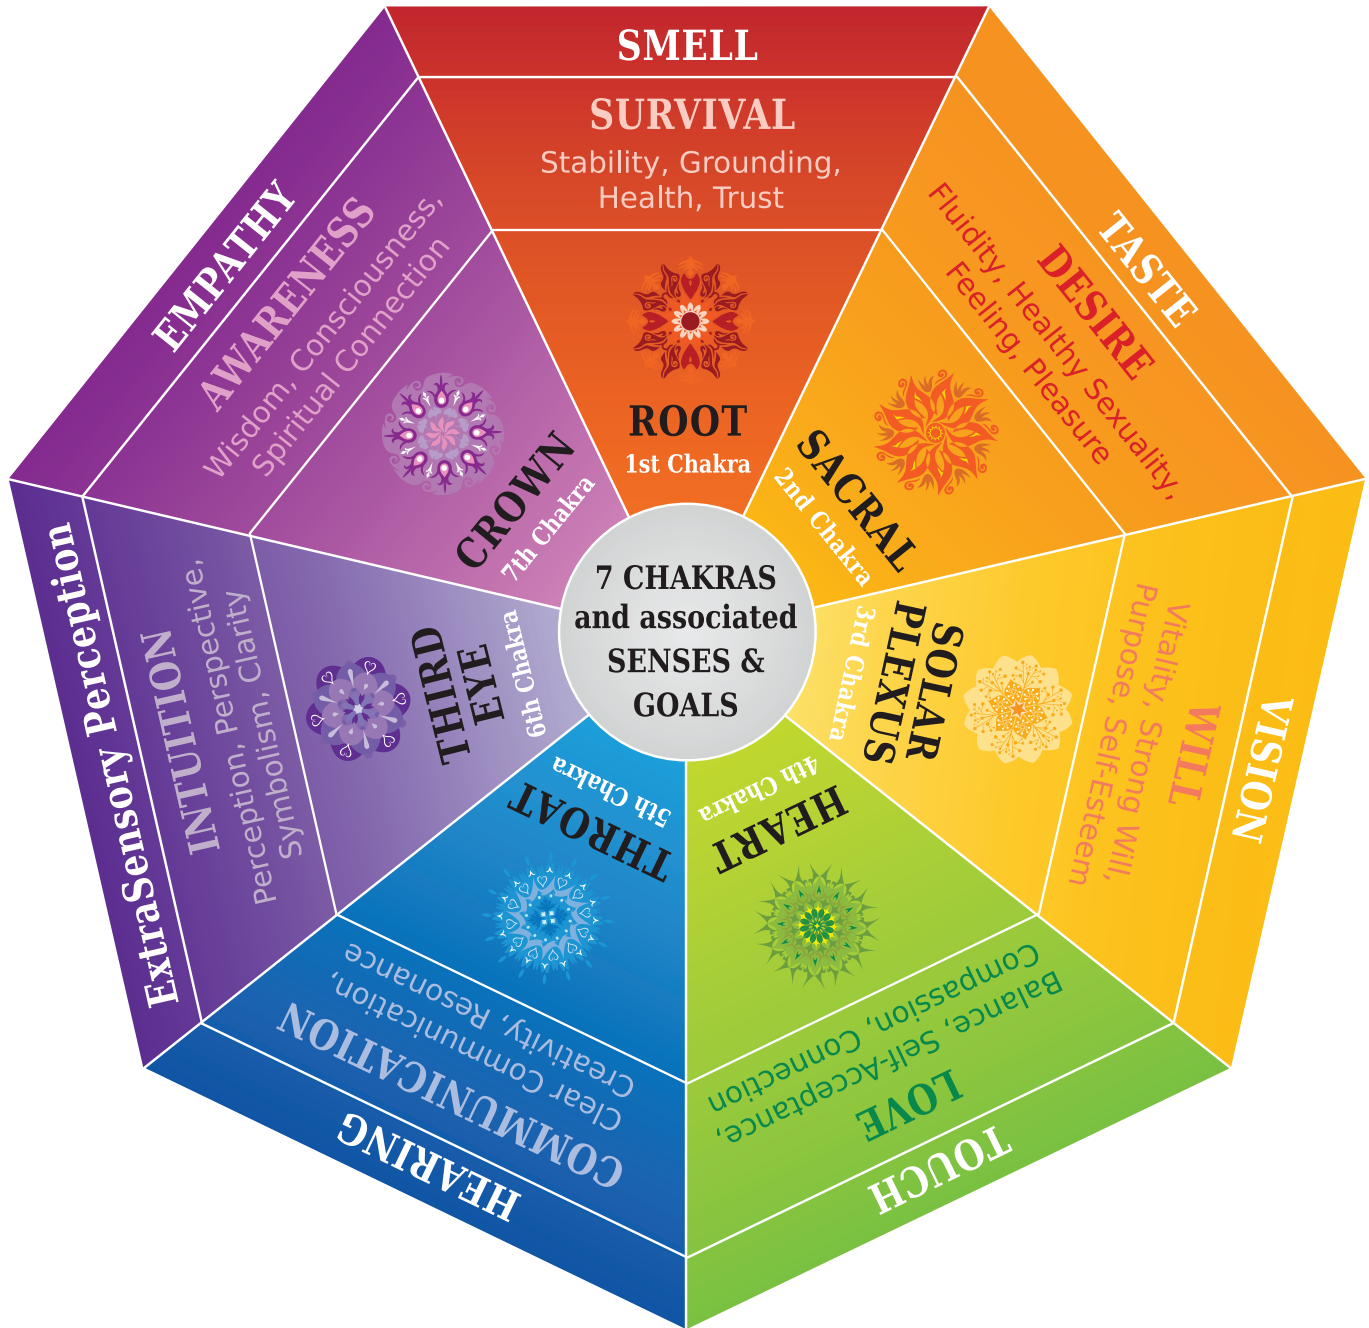 7 CHAKRAS
and associated
SENSES &
GOALS
SMELL
SURVIVAL
Stability, Grounding,
Health, Trust
ROOT
1st Chakra
TASTE
DESIRE
Fluidity, Healthy Sexuality,
Feeling, Pleasure
SACRAL
2nd Chakra
VISION
WILL
Vitality, Strong Will,
Purpose, Self-Esteem
SOLAR
PLEXUS
3rd Chakra
TOUCH
LOVE
Balance, Self-Acceptance,
Compassion, Connection
HEART
4th Chakra
HEARING
COMMUNICATION
Clear Communication,
Creativity, Resonance
THROAT
5th Chakra
ExtraSensory Perception
INTUITION
Perception, Perspective,
Symbolism, Clarity
THIRD
EYE
6th Chakra
EMPATHY
AWARENESS
Wisdom, Consciousness,
Spiritual Connection
CROWN
7th Chakra